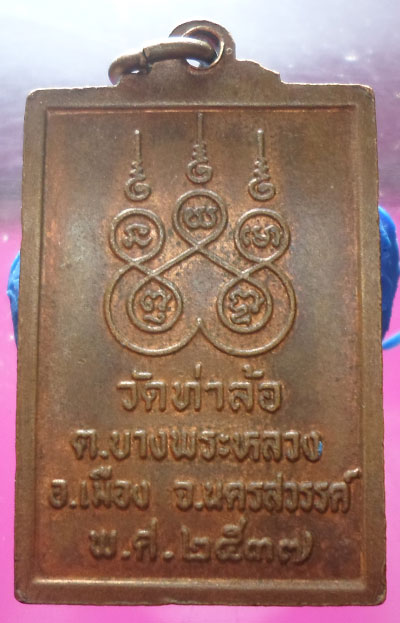 วัดท่าล้อ
ต.บางพระหลวง
อ.เมือง จ.นครสวรรค์
พ.ศ.๒๕๓๗